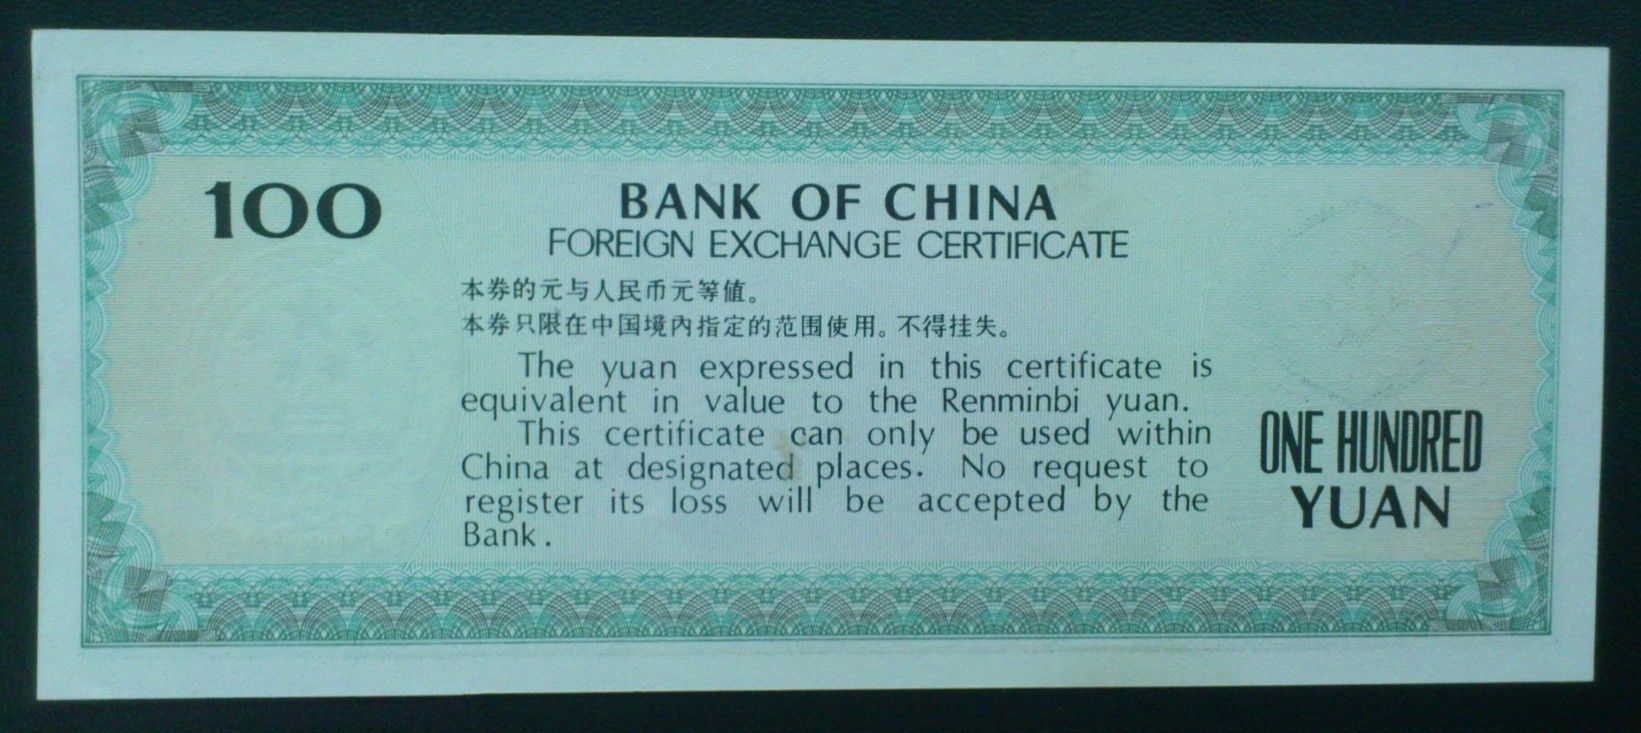 100
BANK OF CHINA
FOREIGN EXCHANGE CERTIFICATE
本券的元与人民币元等值。
本券只限在中国境内指定的范围使用。不得挂失。
The yuan expressed in this certificate is
equivalent in value to the Renminbi yuan.
This certificate can only be used within
China at designated places. No request to
register its loss will be accepted by the
Bank.
ONE HUNDRED
YUAN